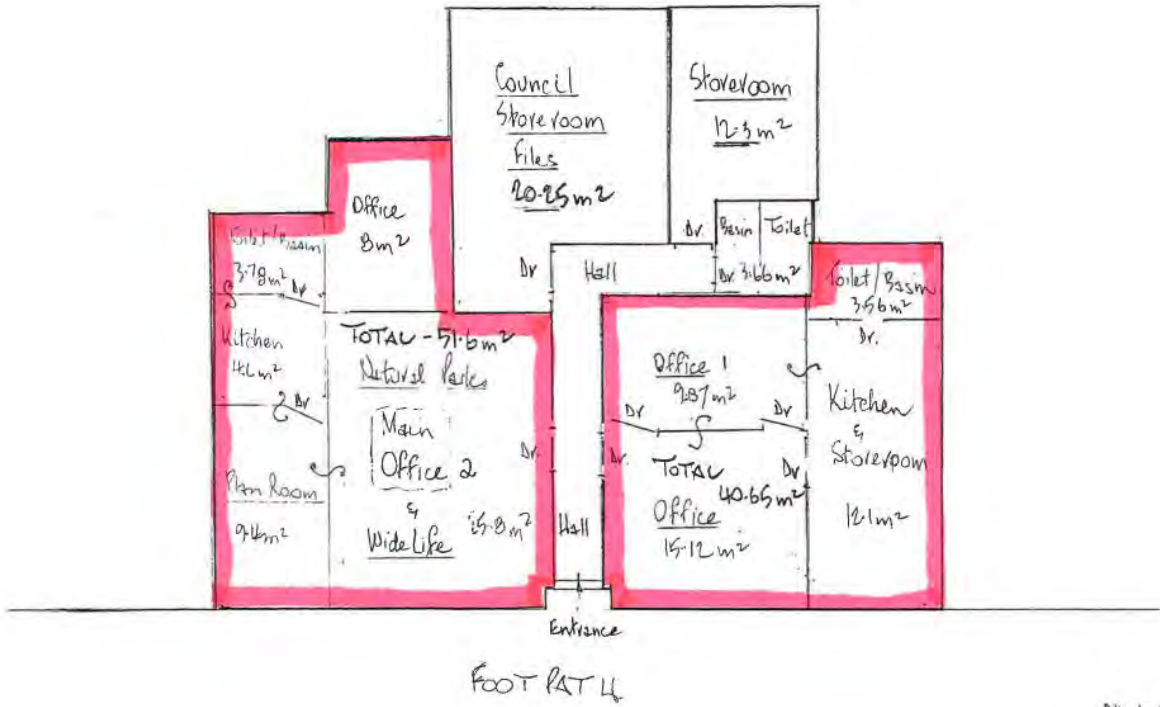 Council
Storeroom
Files
20.25m²
Storeroom
12.3m²
Office
8m²
Toilet/Basin
3.78m²
Dr
Kitchen
4.6m²
Dr
Plan Room
9.4m²
TOTAL - 51.6m²
Natural Parks
Main
Office 2
&
Wide Life
Dr.
Dr
Hall
Dr.
Basin
Toilet
Dr.
3.66m²
Hall
Dr.
Office 1
9.87m²
Dr
Dr
TOTAL
40.65m²
Dr
Office
15.12m²
Toilet/Basin
3.56m²
Dr.
Kitchen
&
Storeroom
12.1m²
Entrance
FOOT PATH